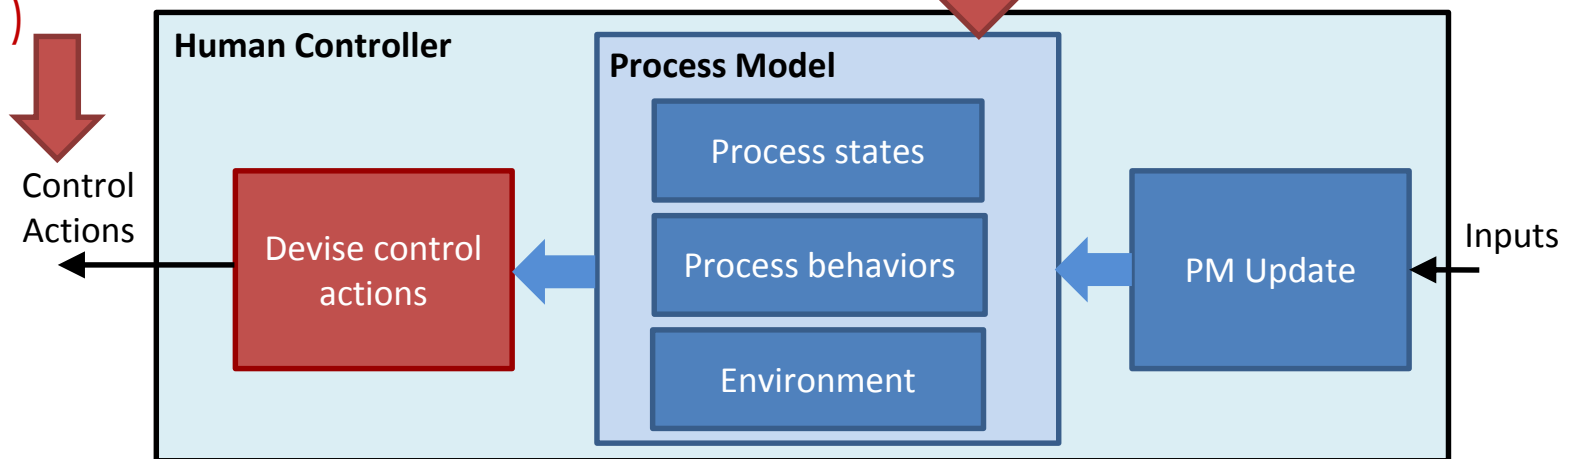 )
Human Controller
Process Model
Process states
Control
Actions
Devise control
actions
Process behaviors
PM Update
Inputs
Environment